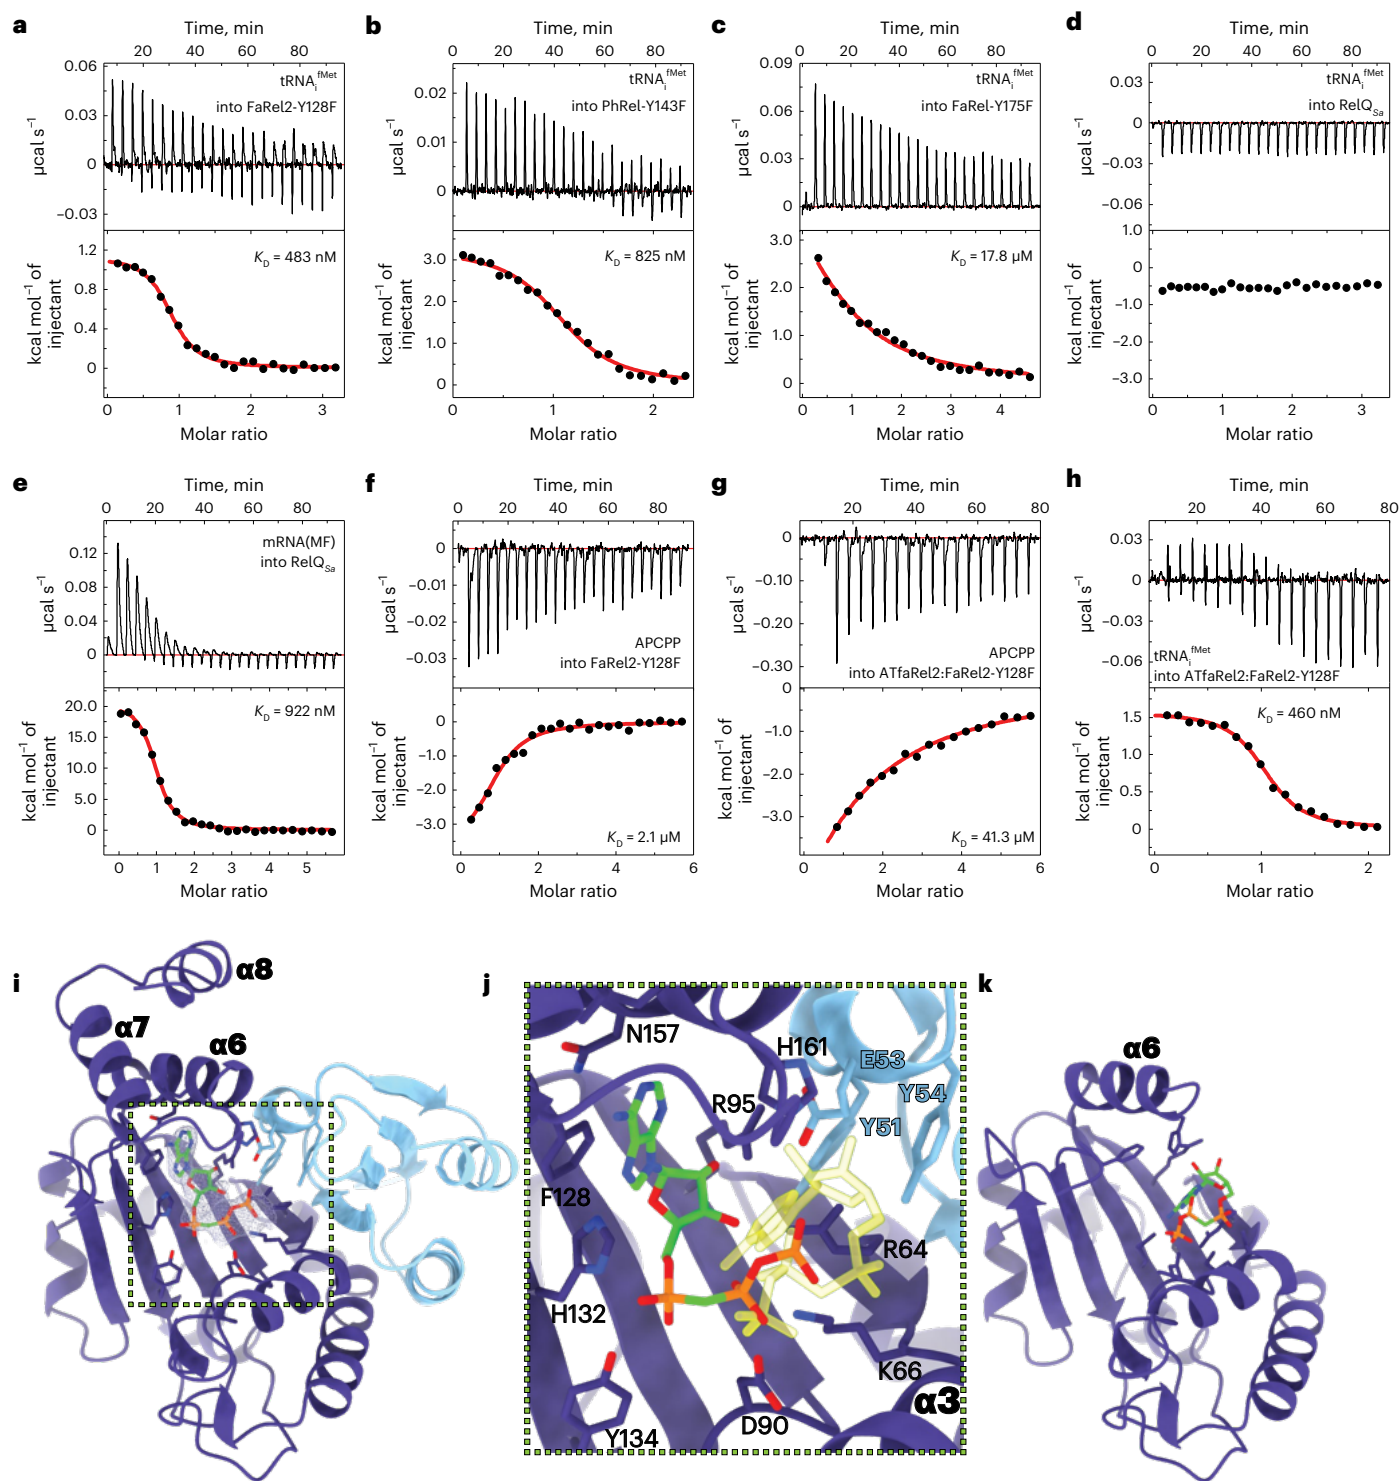 a
Time, min
20 40 60 80
0.06
0.03
0
−0.03
µcal s−1
tRNAifMet
into FaRel2-Y128F
1.2
0.8
0.4
0
kcal mol−1 of
injectant
KD = 483 nM
0 1 2 3
Molar ratio
b
Time, min
0 20 40 60 80
0.02
0.01
0
µcal s−1
tRNAifMet
into PhRel-Y143F
3.0
2.0
1.0
0
kcal mol−1 of
injectant
KD = 825 nM
0 1 2
Molar ratio
c
Time, min
0 20 40 60 80
0.09
0.06
0.03
0
µcal s−1
tRNAifMet
into FaRel-Y175F
3.0
2.0
1.0
0
kcal mol−1 of
injectant
KD = 17.8 µM
0 1 2 3 4
Molar ratio
d
Time, min
0 20 40 60 80
0.03
0
−0.03
−0.06
µcal s−1
tRNAifMet
into RelQSa
1.0
0
−1.0
−2.0
−3.0
kcal mol−1 of
injectant
0 1 2 3
Molar ratio
e
Time, min
0 20 40 60 80
0.12
0.08
0.04
0
µcal s−1
mRNA(MF)
into RelQSa
20.0
15.0
10.0
5.0
0
kcal mol−1 of
injectant
KD = 922 nM
0 1 2 3 4 5
Molar ratio
f
Time, min
0 20 40 60 80
0
−0.01
−0.02
−0.03
µcal s−1
APCPP
into FaRel2-Y128F
0
−1.0
−2.0
−3.0
kcal mol−1 of
injectant
KD = 2.1 µM
0 2 4 6
Molar ratio
g
Time, min
0 20 40 60 80
0
−0.10
−0.20
−0.30
µcal s−1
APCPP
into ATfaRel2:FaRel2-Y128F
0
−1.0
−2.0
−3.0
kcal mol−1 of
injectant
KD = 41.3 µM
0 2 4 6
Molar ratio
h
Time, min
20 40 60 80
0.03
0
−0.03
−0.06
µcal s−1
tRNAifMet
into ATfaRel2:FaRel2-Y128F
1.5
1.0
0.5
0
kcal mol−1 of
injectant
KD = 460 nM
0 1 2
Molar ratio
i
α8
α7
α6
j
N157
H161
E53
Y54
R95
Y51
F128
R64
H132
K66
α3
D90
Y134
k
α6